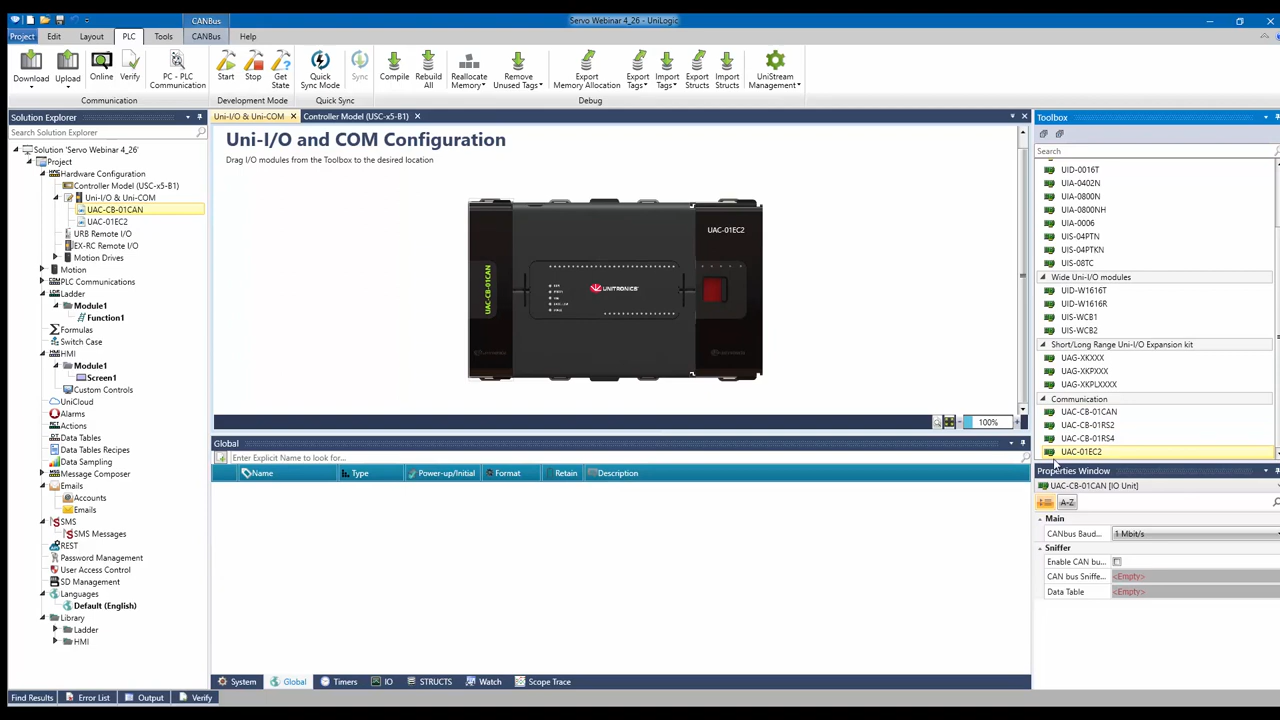 CANBus
Servo Webinar 4_26 - UniLogic
Project Edit Layout PLC Tools CANBus Help
Download Upload Online Verify PC - PLC Communication
Communication
Start Stop Get State
Development Mode
Quick Sync Mode Sync
Quick Sync
Compile Rebuild All Reallocate Memory Remove Unused Tags Export Memory Allocation Export Tags Import Tags Export Structs Import Structs UniStream Management
Debug
Solution Explorer
Search Solution Explorer
Solution 'Servo Webinar 4_26'
Project
Hardware Configuration
Controller Model (USC-x5-B1)
Uni-I/O & Uni-COM
UAC-CB-01CAN
UAC-01EC2
URB Remote I/O
EX-RC Remote I/O
Motion Drives
Motion
PLC Communications
Ladder
Module1
Function1
Formulas
Switch Case
HMI
Module1
Screen1
Custom Controls
UniCloud
Alarms
Actions
Data Tables
Data Tables Recipes
Data Sampling
Message Composer
Emails
Accounts
Emails
SMS
SMS Messages
REST
Password Management
User Access Control
SD Management
Languages
Default (English)
Library
Ladder
HMI
Find Results Error List Output Verify
Uni-I/O & Uni-COM Controller Model (USC-x5-B1)
Uni-I/O and COM Configuration
Drag I/O modules from the Toolbox to the desired location
UAC-CB-01CAN
UNITRONICS
UAC-01EC2
100%
Global
Enter Explicit Name to look for...
Name Type Power-up/Initial Format Retain Description
System Global Timers IO STRUCTS Watch Scope Trace
Toolbox
Search
UID-0016T
UIA-0402N
UIA-0800N
UIA-0800NH
UIA-0006
UIS-04PTN
UIS-04PTKN
UIS-08TC
Wide Uni-I/O modules
UID-W1616T
UID-W1616R
UIS-WCB1
UIS-WCB2
Short/Long Range Uni-I/O Expansion kit
UAG-XKXXX
UAG-XKPXXX
UAG-XKPLXXXX
Communication
UAC-CB-01CAN
UAC-CB-01RS2
UAC-CB-01RS4
UAC-01EC2
Properties Window
UAC-CB-01CAN [IO Unit]
A-Z
Main
CANbus Baud... 1 Mbit/s
Sniffer
Enable CAN bu...
CAN bus Sniffe... <Empty>
Data Table <Empty>